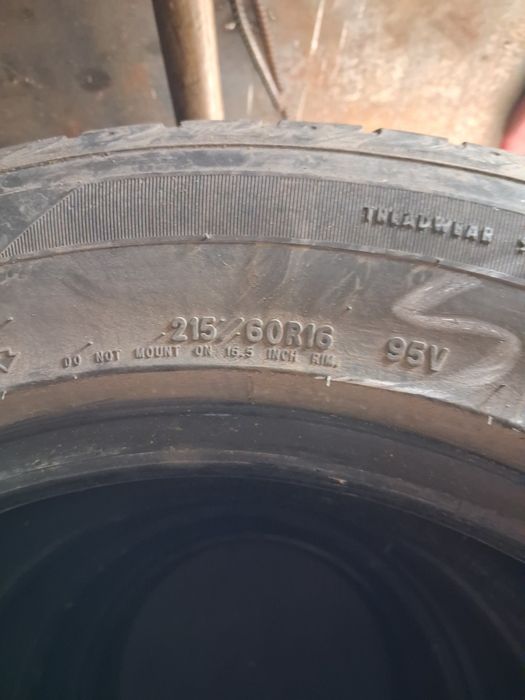 TREADWEAR
215/60R16 95V
DO NOT MOUNT ON 16.5 INCH RIM.